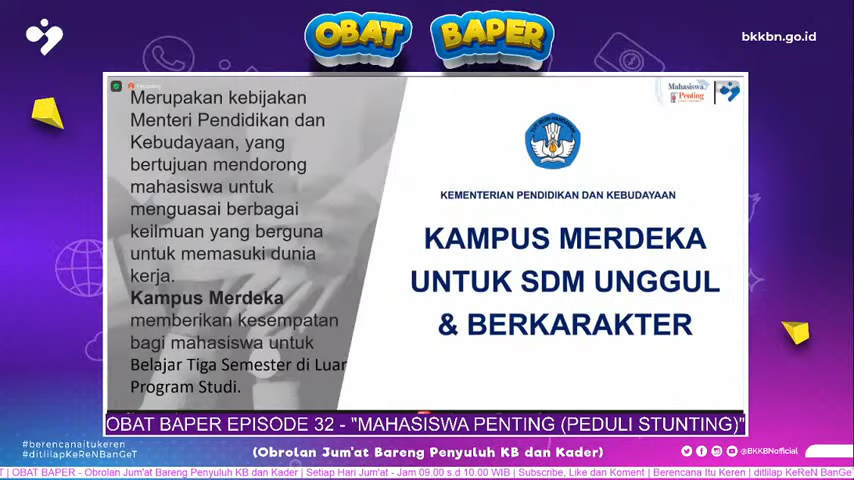 OBAT BAPER
bkkbn.go.id
Mahasiswa
Penting
Merupakan kebijakan
Menteri Pendidikan dan
Kebudayaan, yang
bertujuan mendorong
mahasiswa untuk
menguasai berbagai
keilmuan yang berguna
untuk memasuki dunia
kerja.
Kampus Merdeka
memberikan kesempatan
bagi mahasiswa untuk
Belajar Tiga Semester di Luar
Program Studi.
KEMENTERIAN PENDIDIKAN DAN KEBUDAYAAN
KAMPUS MERDEKA
UNTUK SDM UNGGUL
& BERKARAKTER
OBAT BAPER EPISODE 32 - "MAHASISWA PENTING (PEDULI STUNTING)"
#berencanaitukeren
#ditlilapKeReNBanGeT
(Obrolan Jum'at Bareng Penyuluh KB dan Kader)
@BKKBNofficial
T | OBAT BAPER - Obrolan Jum'at Bareng Penyuluh KB dan Kader | Setiap Hari Jum'at - Jam 09.00 s.d 10.00 WIB | Subscribe, Like dan Koment | Berencana Itu Keren | ditlilap KeReN BanGe